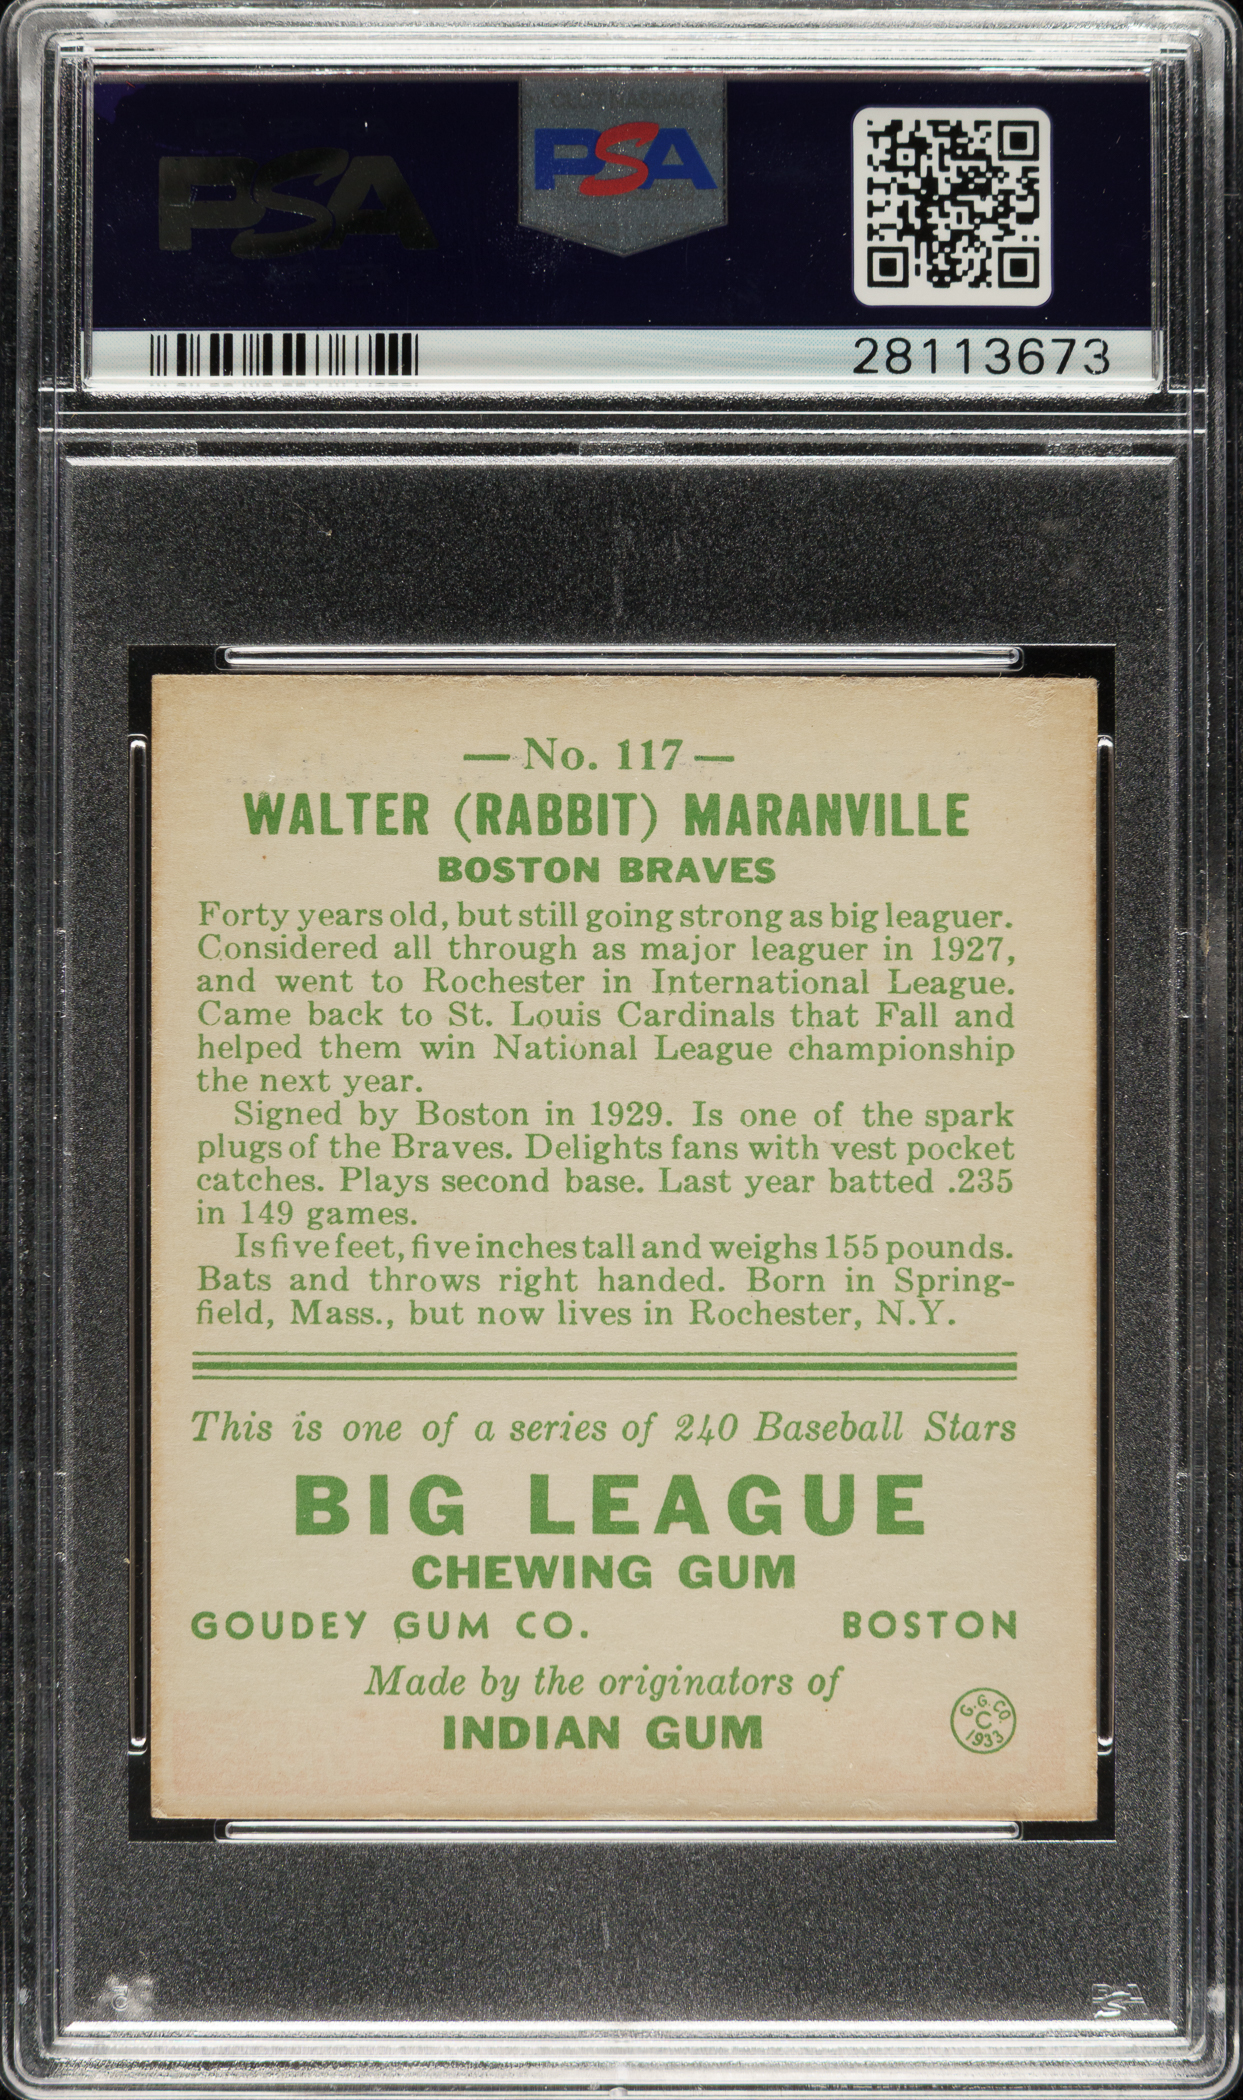 PSA
PSA
28113673
— No. 117 —
WALTER (RABBIT) MARANVILLE
BOSTON BRAVES
Forty years old, but still going strong as big leaguer.
Considered all through as major leaguer in 1927,
and went to Rochester in International League.
Came back to St. Louis Cardinals that Fall and
helped them win National League championship
the next year.
Signed by Boston in 1929. Is one of the spark
plugs of the Braves. Delights fans with vest pocket
catches. Plays second base. Last year batted .235
in 149 games.
Is five feet, five inches tall and weighs 155 pounds.
Bats and throws right handed. Born in Spring-
field, Mass., but now lives in Rochester, N.Y.
This is one of a series of 240 Baseball Stars
BIG LEAGUE
CHEWING GUM
GOUDEY GUM CO. BOSTON
Made by the originators of
INDIAN GUM
G. G. CO.
C
1933
PSA